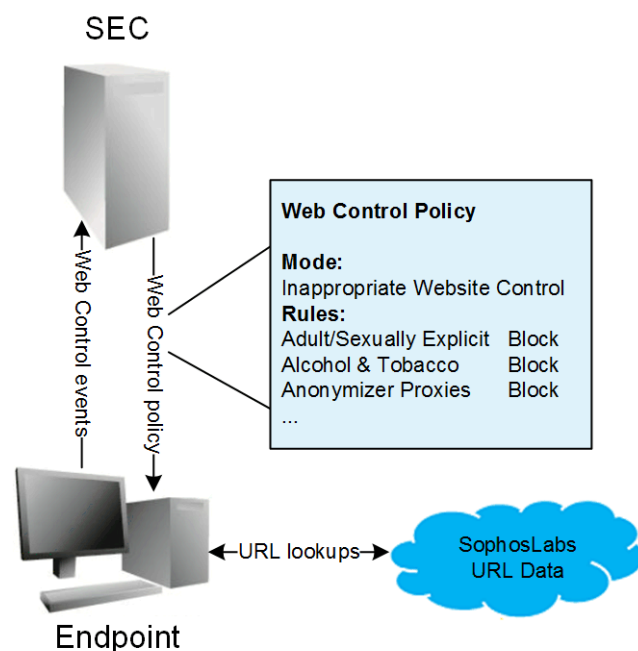 SEC
Web Control events
Web Control policy
Web Control Policy
Mode:
Inappropriate Website Control
Rules:
Adult/Sexually Explicit Block
Alcohol & Tobacco Block
Anonymizer Proxies Block
...
URL lookups
SophosLabs
URL Data
Endpoint